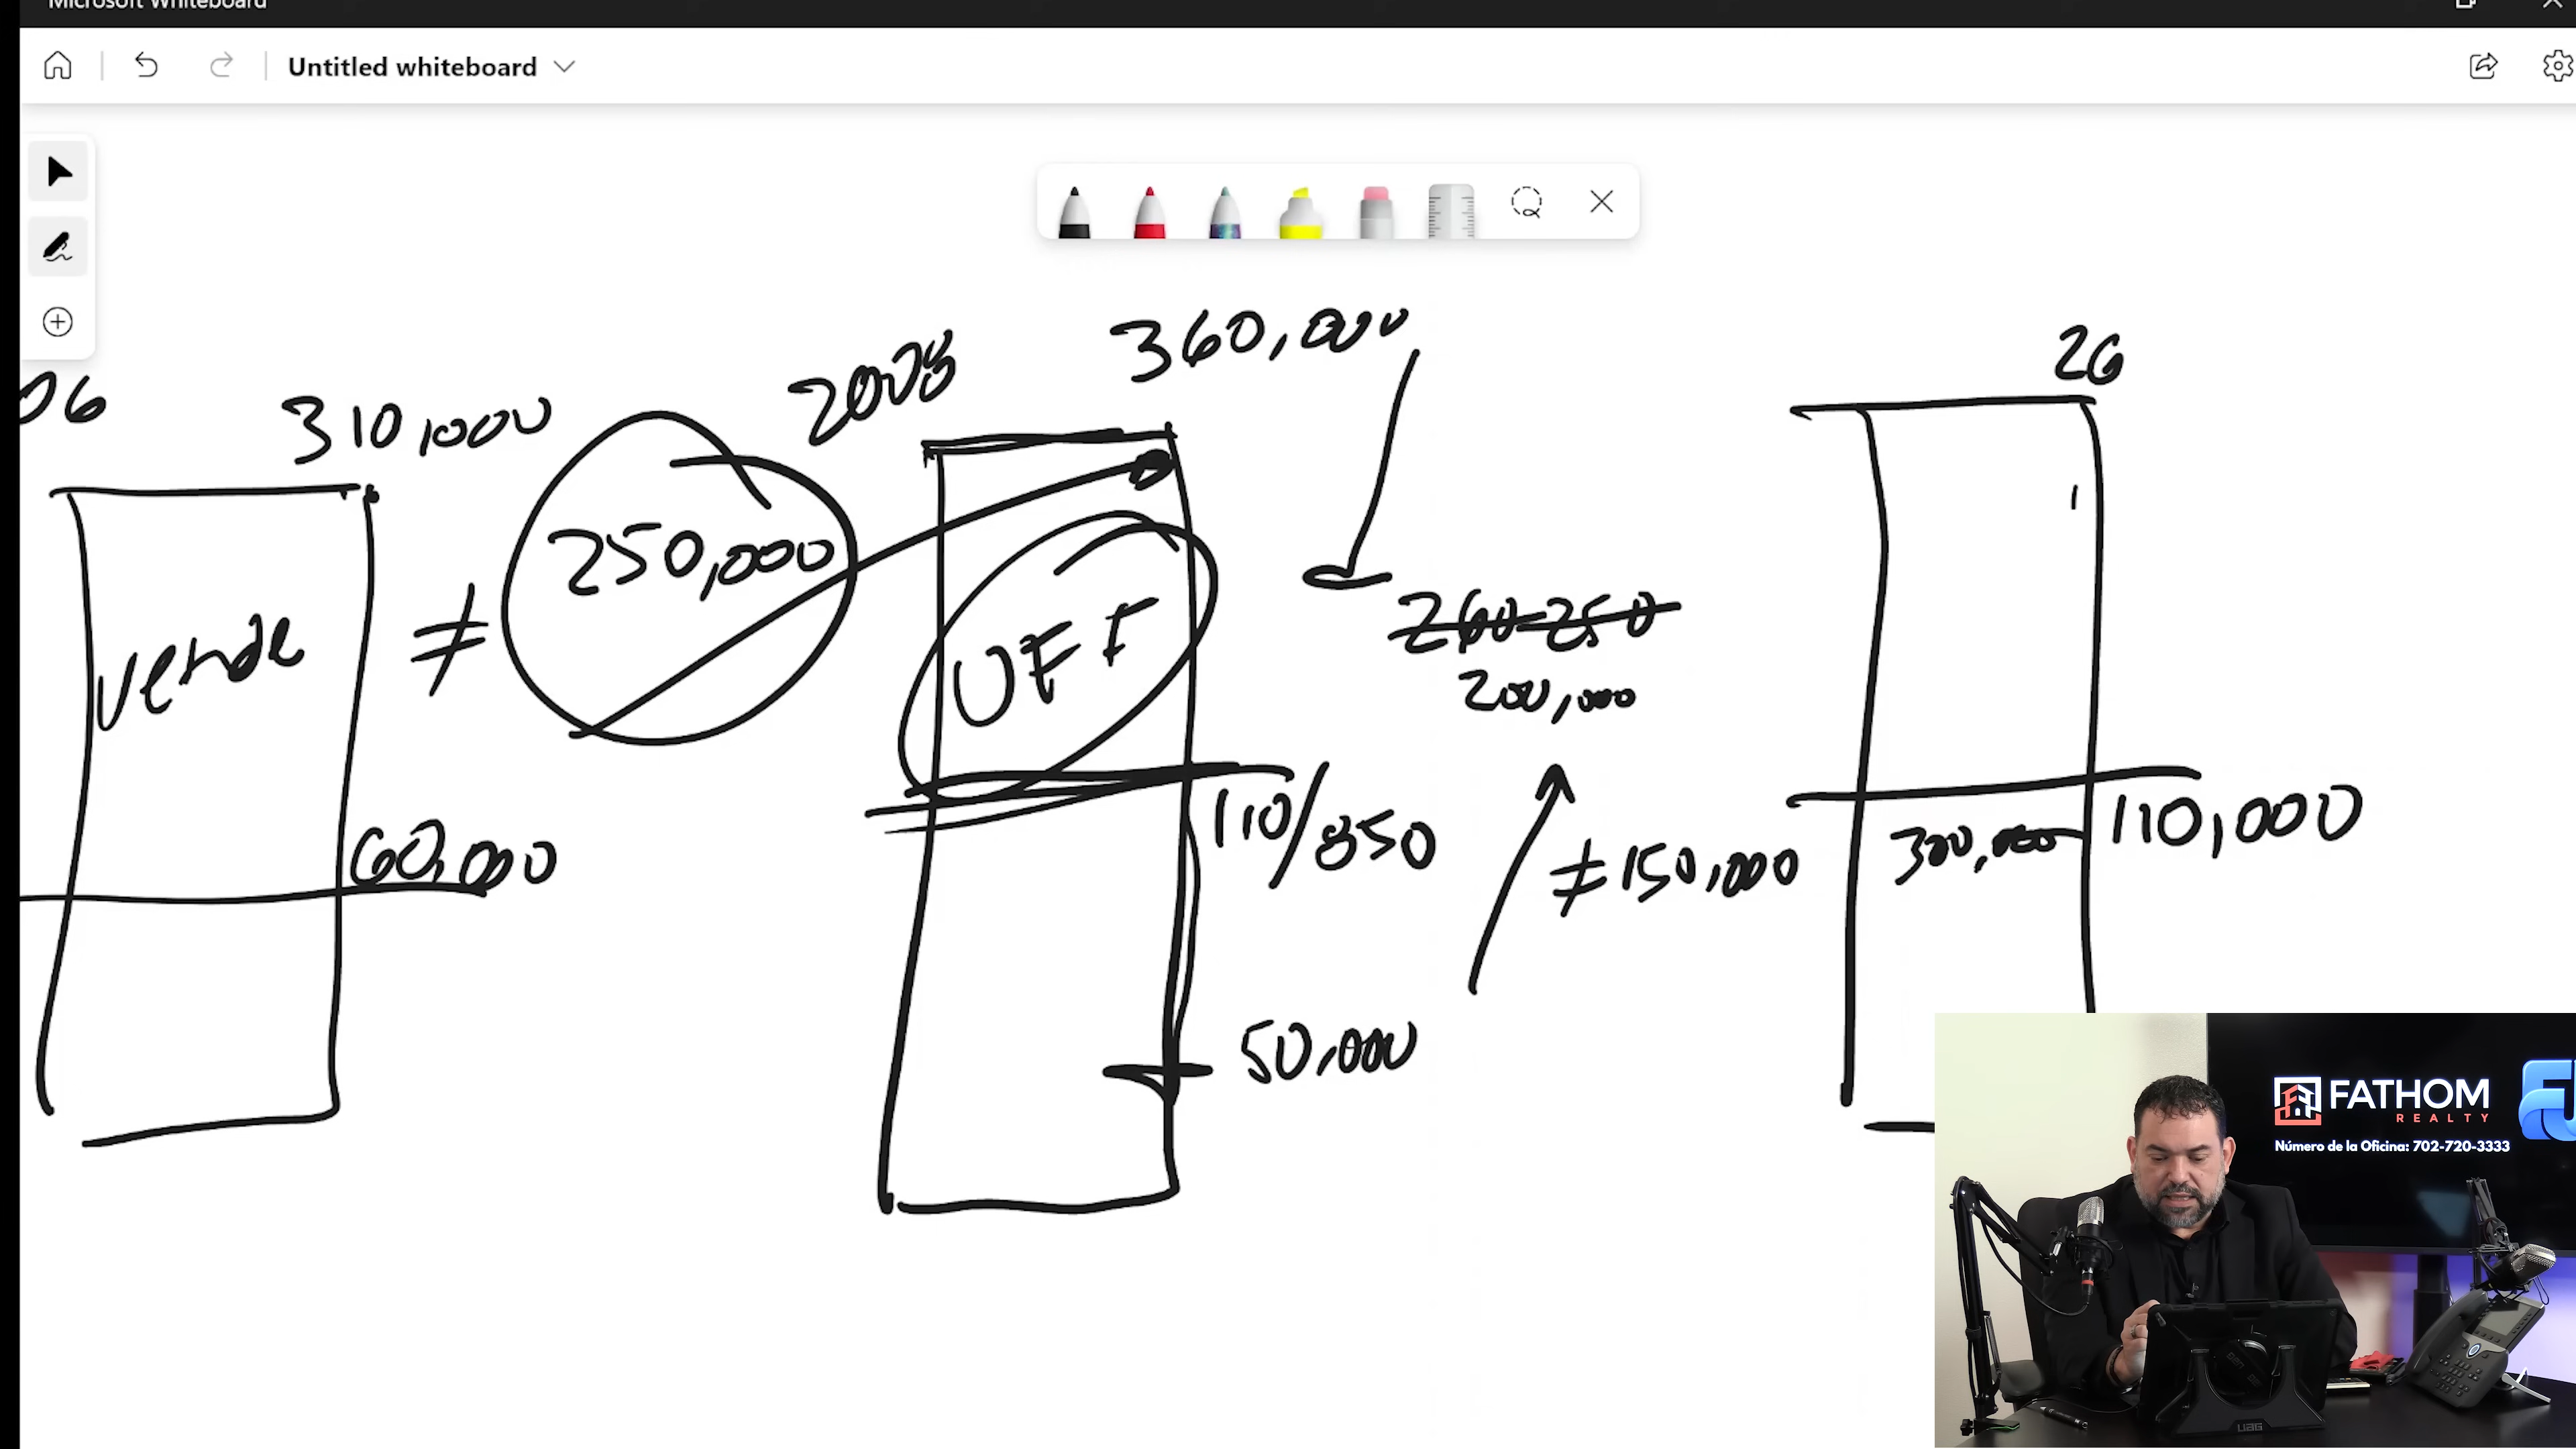 Microsoft Whiteboard
Untitled whiteboard
06
310,000
2008
360,000
26
250,000
vende
≠
OFF
260-250
200,000
60,000
110/850
≠150,000
300,000
110,000
50,000
FATHOM
REALTY
Número de la Oficina: 702-720-3333
UAG